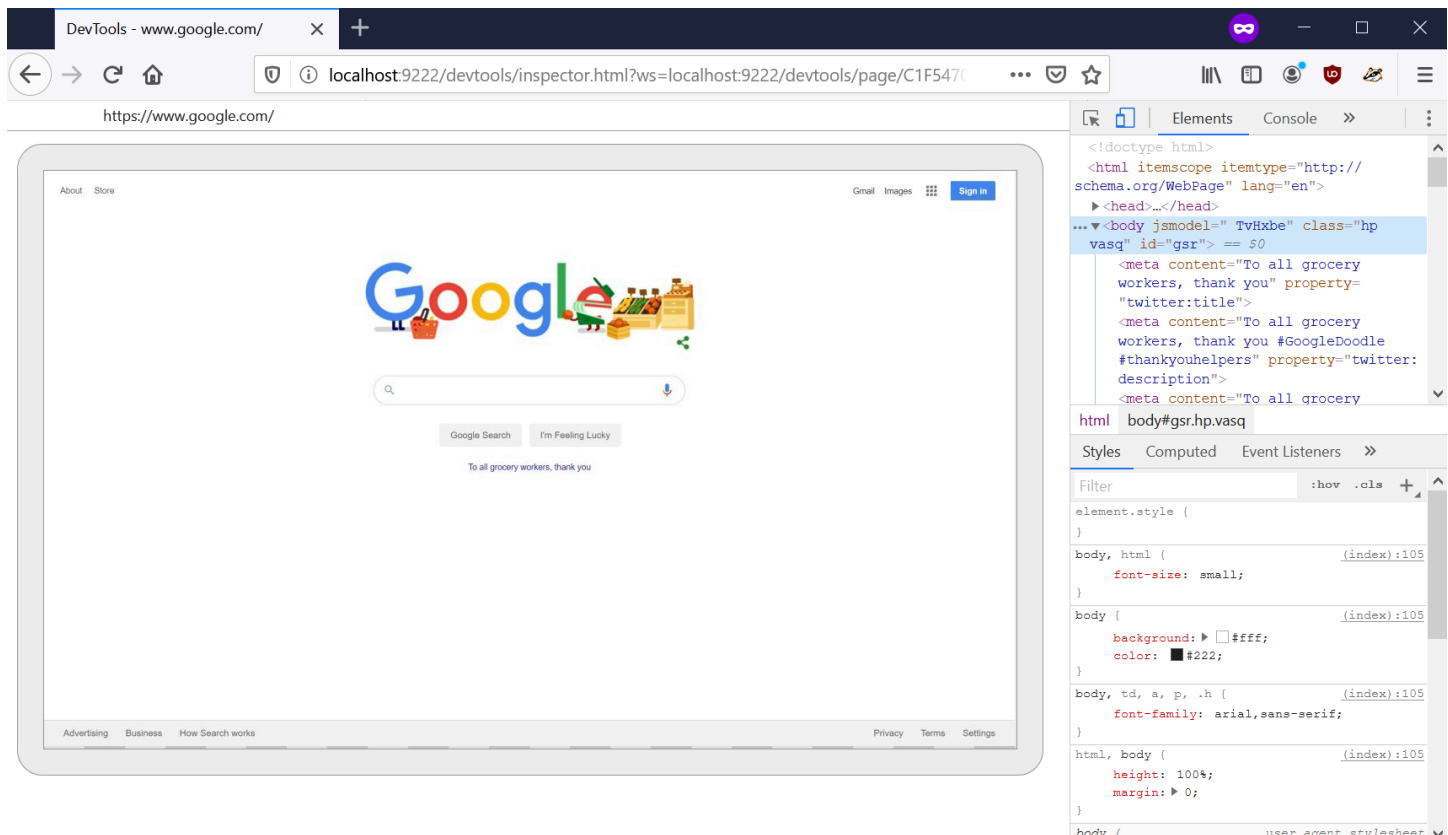 DevTools - www.google.com/
localhost:9222/devtools/inspector.html?ws=localhost:9222/devtools/page/C1F547
https://www.google.com/
About Store Gmail Images Sign in
Google
Google Search I'm Feeling Lucky
To all grocery workers, thank you
Advertising Business How Search works Privacy Terms Settings
Elements Console »
<!doctype html>
<html itemscope itemtype="http://
schema.org/WebPage" lang="en">
▶<head>…</head>
…▼<body jsmodel=" TvHxbe" class="hp
vasq" id="gsr"> == $0
<meta content="To all grocery
workers, thank you" property=
"twitter:title">
<meta content="To all grocery
workers, thank you #GoogleDoodle
#thankyouhelpers" property="twitter:
description">
<meta content="To all grocery
html body#gsr.hp.vasq
Styles Computed Event Listeners »
Filter :hov .cls +
element.style {
}
body, html { (index):105
font-size: small;
}
body { (index):105
background: ▶ #fff;
color: #222;
}
body, td, a, p, .h { (index):105
font-family: arial,sans-serif;
}
html, body { (index):105
height: 100%;
margin: ▶ 0;
}
body { user agent stylesheet